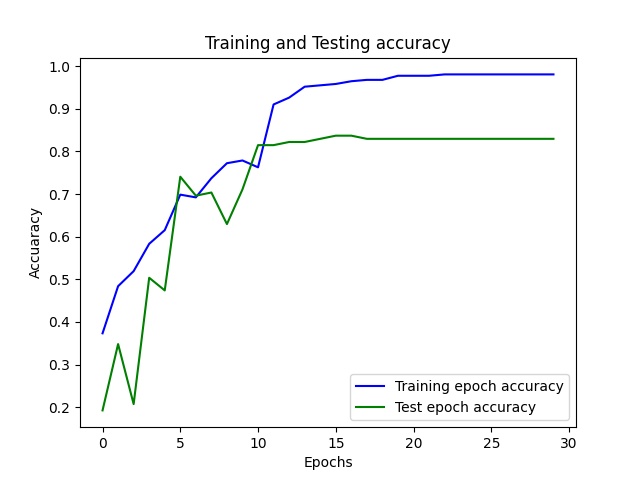 Training and Testing accuracy
1.0
0.9
0.8
0.7
0.6
0.5
0.4
0.3
0.2
Accuaracy
0 5 10 15 20 25 30
Epochs
Training epoch accuracy
Test epoch accuracy